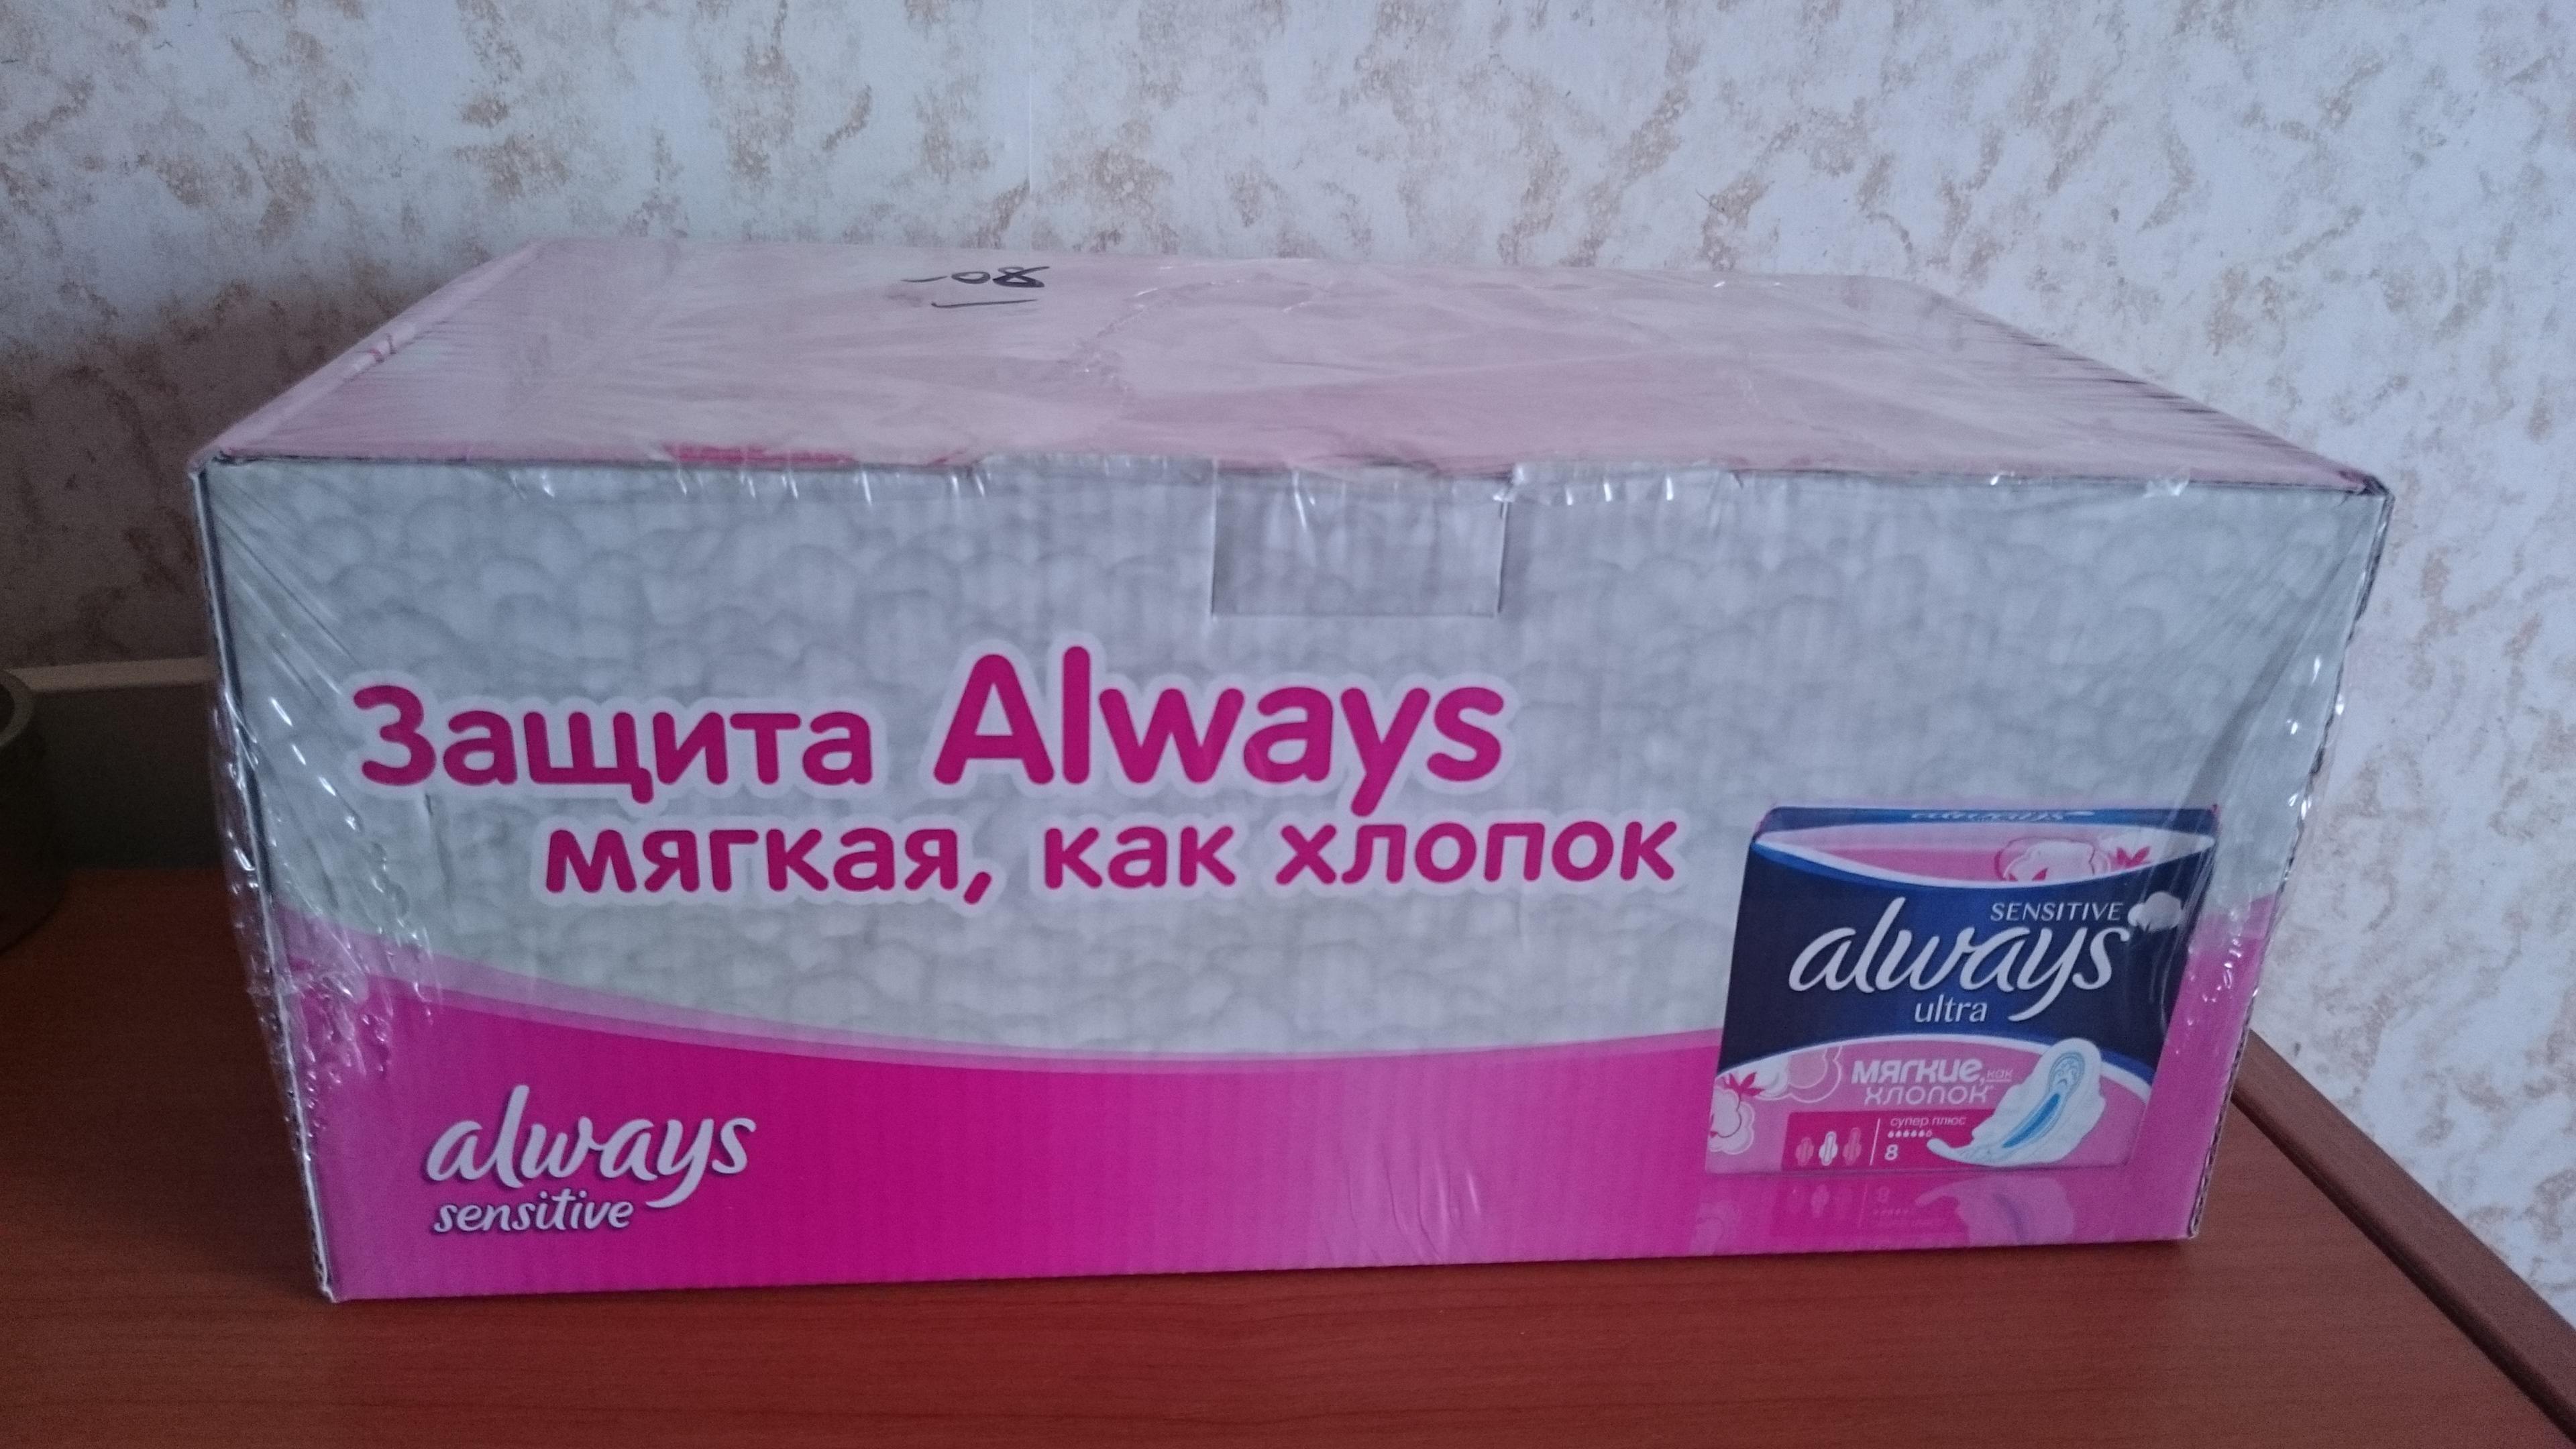 80-
Защита Always
мягкая, как хлопок
always
sensitive
SENSITIVE
always
ultra
мягкие, как
хлопок
супер плюс
8